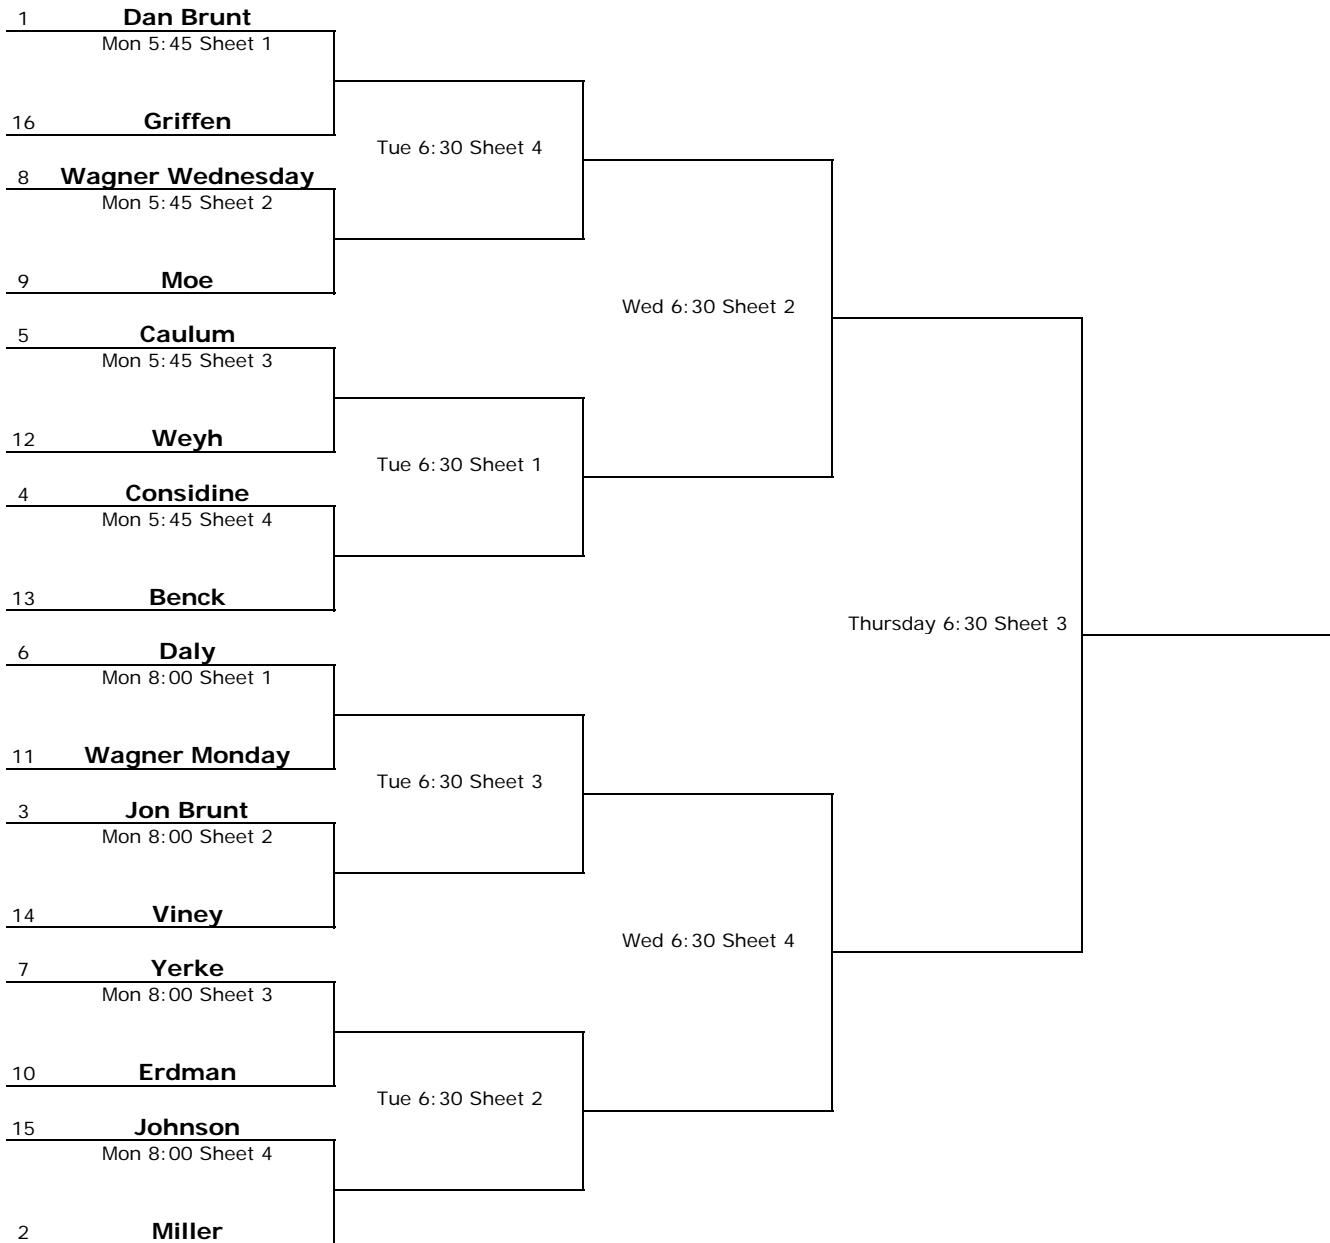 1 Dan Brunt
Mon 5:45 Sheet 1
16 Griffen
Tue 6:30 Sheet 4
8 Wagner Wednesday
Mon 5:45 Sheet 2
9 Moe
Wed 6:30 Sheet 2
5 Caulum
Mon 5:45 Sheet 3
12 Weyh
Tue 6:30 Sheet 1
4 Considine
Mon 5:45 Sheet 4
13 Benck
Thursday 6:30 Sheet 3
6 Daly
Mon 8:00 Sheet 1
11 Wagner Monday
Tue 6:30 Sheet 3
3 Jon Brunt
Mon 8:00 Sheet 2
14 Viney
Wed 6:30 Sheet 4
7 Yerke
Mon 8:00 Sheet 3
10 Erdman
Tue 6:30 Sheet 2
15 Johnson
Mon 8:00 Sheet 4
2 Miller